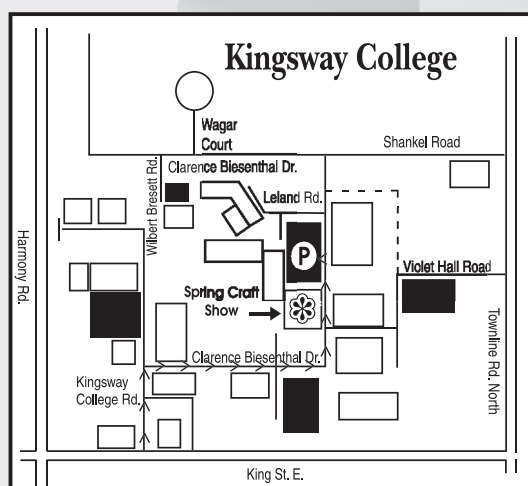 Kingsway College
Wagar
Court
Shankel Road
Clarence Biesenthal Dr.
Wilbert Bresett Rd.
Leland Rd.
Harmony Rd.
P
Violet Hall Road
Spring Craft
Show
Townline Rd. North
Clarence Biesenthal Dr.
Kingsway
College Rd.
King St. E.